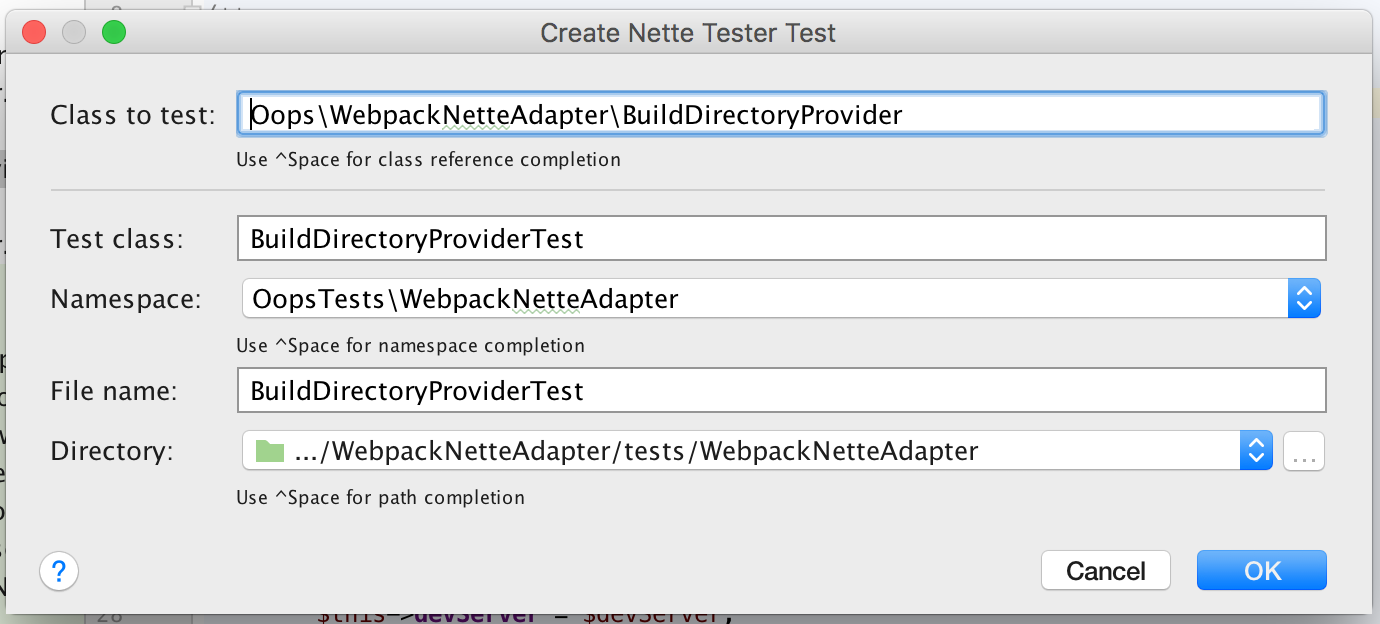 Create Nette Tester Test
Class to test: Oops\WebpackNetteAdapter\BuildDirectoryProvider
Use ^Space for class reference completion
Test class: BuildDirectoryProviderTest
Namespace: OopsTests\WebpackNetteAdapter
Use ^Space for namespace completion
File name: BuildDirectoryProviderTest
Directory: .../WebpackNetteAdapter/tests/WebpackNetteAdapter ...
Use ^Space for path completion
? Cancel OK
28 $this->devServer = $devServer;